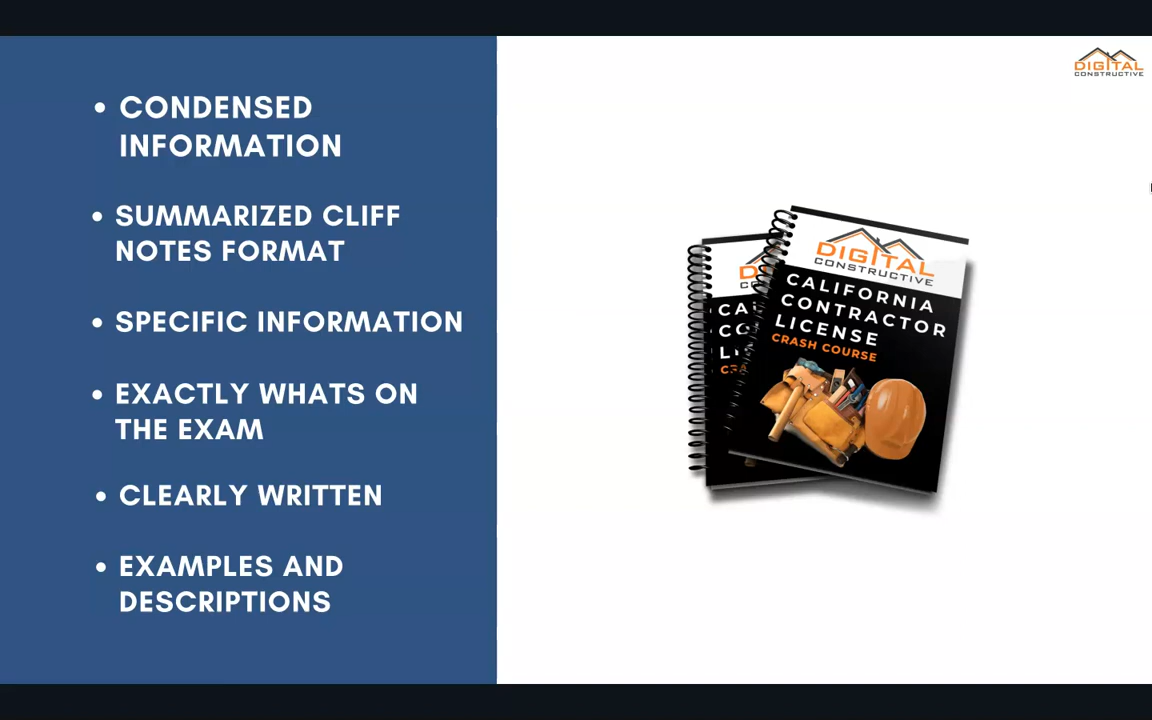 CONDENSED
INFORMATION
SUMMARIZED CLIFF
NOTES FORMAT
SPECIFIC INFORMATION
EXACTLY WHATS ON
THE EXAM
CLEARLY WRITTEN
EXAMPLES AND
DESCRIPTIONS
DIGITAL
CONSTRUCTIVE
DIGITAL
CONSTRUCTIVE
CALIFORNIA
CONTRACTOR
LICENSE
CRASH COURSE